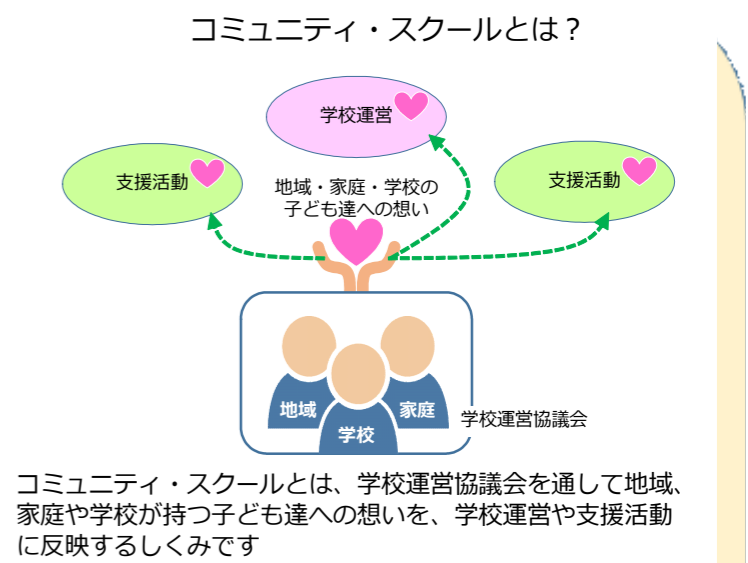 コミュニティ・スクールとは？
学校運営
支援活動
支援活動
地域・家庭・学校の
子ども達への想い
地域
家庭
学校
学校運営協議会
コミュニティ・スクールとは、学校運営協議会を通して地域、
家庭や学校が持つ子ども達への想いを、学校運営や支援活動
に反映するしくみです